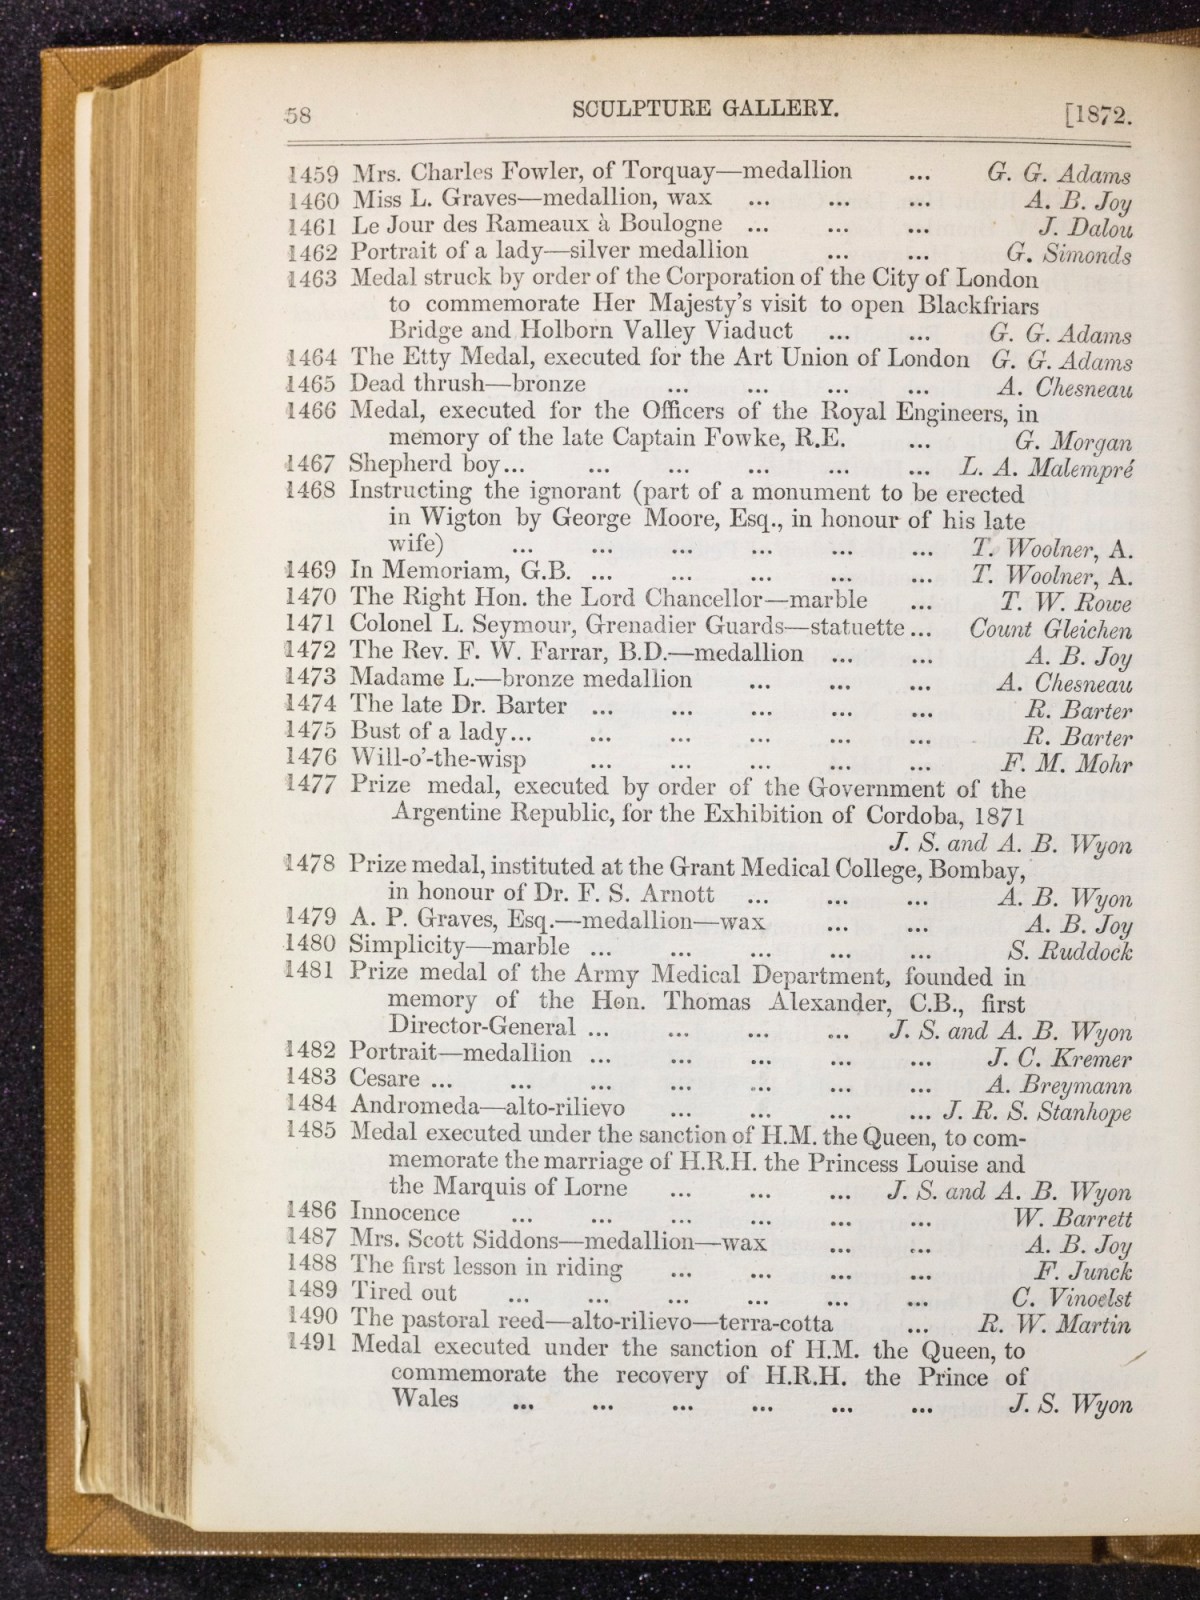 58 SCULPTURE GALLERY. [1872.
1459 Mrs. Charles Fowler, of Torquay—medallion ... G. G. Adams
1460 Miss L. Graves—medallion, wax ... ... ... A. B. Joy
1461 Le Jour des Rameaux à Boulogne ... ... ... J. Dalou
1462 Portrait of a lady—silver medallion ... ... G. Simonds
1463 Medal struck by order of the Corporation of the City of London
to commemorate Her Majesty's visit to open Blackfriars
Bridge and Holborn Valley Viaduct ... ... G. G. Adams
1464 The Etty Medal, executed for the Art Union of London G. G. Adams
1465 Dead thrush—bronze ... ... ... ... A. Chesneau
1466 Medal, executed for the Officers of the Royal Engineers, in
memory of the late Captain Fowke, R.E. ... G. Morgan
1467 Shepherd boy... ... ... ... ... ... L. A. Malempré
1468 Instructing the ignorant (part of a monument to be erected
in Wigton by George Moore, Esq., in honour of his late
wife) ... ... ... ... ... ... T. Woolner, A.
1469 In Memoriam, G.B. ... ... ... ... ... T. Woolner, A.
1470 The Right Hon. the Lord Chancellor—marble ... T. W. Rowe
1471 Colonel L. Seymour, Grenadier Guards—statuette... Count Gleichen
1472 The Rev. F. W. Farrar, B.D.—medallion ... ... A. B. Joy
1473 Madame L.—bronze medallion ... ... ... A. Chesneau
1474 The late Dr. Barter ... ... ... ... ... R. Barter
1475 Bust of a lady... ... ... ... ... ... R. Barter
1476 Will-o'-the-wisp ... ... ... ... ... F. M. Mohr
1477 Prize medal, executed by order of the Government of the
Argentine Republic, for the Exhibition of Cordoba, 1871
J. S. and A. B. Wyon
1478 Prize medal, instituted at the Grant Medical College, Bombay,
in honour of Dr. F. S. Arnott ... ... ... A. B. Wyon
1479 A. P. Graves, Esq.—medallion—wax ... ... A. B. Joy
1480 Simplicity—marble ... ... ... ... ... S. Ruddock
1481 Prize medal of the Army Medical Department, founded in
memory of the Hon. Thomas Alexander, C.B., first
Director-General ... ... ... ... J. S. and A. B. Wyon
1482 Portrait—medallion ... ... ... ... ... J. C. Kremer
1483 Cesare ... ... ... ... ... ... ... A. Breymann
1484 Andromeda—alto-rilievo ... ... ... ... J. R. S. Stanhope
1485 Medal executed under the sanction of H.M. the Queen, to com-
memorate the marriage of H.R.H. the Princess Louise and
the Marquis of Lorne ... ... ... J. S. and A. B. Wyon
1486 Innocence ... ... ... ... ... ... W. Barrett
1487 Mrs. Scott Siddons—medallion—wax ... ... A. B. Joy
1488 The first lesson in riding ... ... ... ... F. Junck
1489 Tired out ... ... ... ... ... ... C. Vinoelst
1490 The pastoral reed—alto-rilievo—terra-cotta ... R. W. Martin
1491 Medal executed under the sanction of H.M. the Queen, to
commemorate the recovery of H.R.H. the Prince of
Wales ... ... ... ... ... ... J. S. Wyon